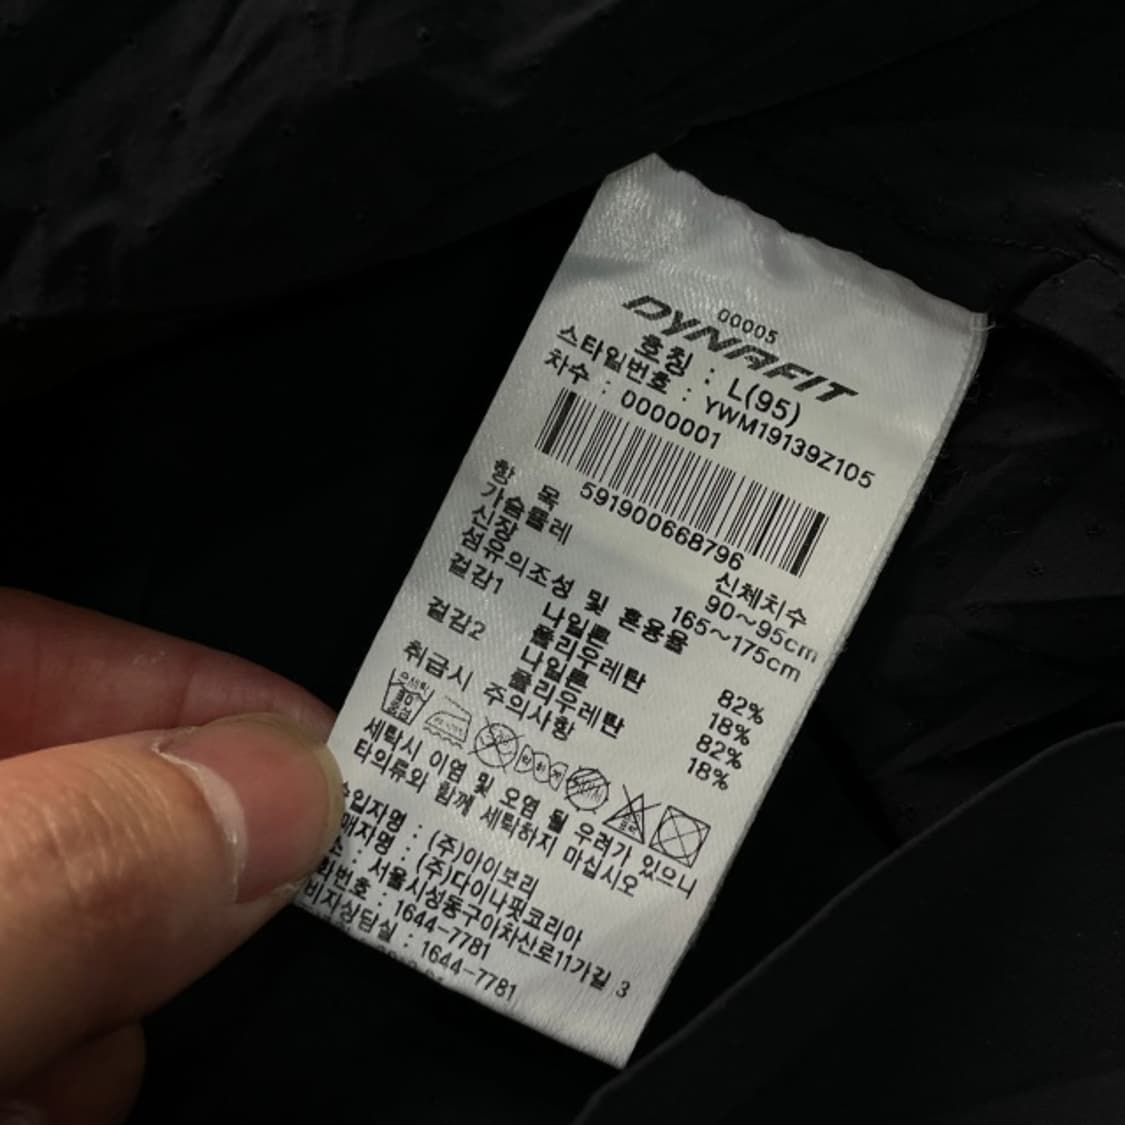 00005
DYNAFIT
호칭 : L(95)
스타일번호 : YWM19139Z105
차수 : 0000001
591900668796
항 목 신체치수
가슴둘레 90~95cm
신장 165~175cm
섬유의조성 및 혼용율
겉감1 나일론 82%
폴리우레탄 18%
겉감2 나일론 82%
폴리우레탄 18%
취급시 주의사항
세탁시 이염 및 오염 될 우려가 있으니
타의류와 함께 세탁하지 마십시오
입자명 : (주)아이보리
매자명 : (주)다이나핏코리아
소 : 서울시성동구아차산로11가길 3
화번호 : 1644-7781
비자상담실 : 1644-7781